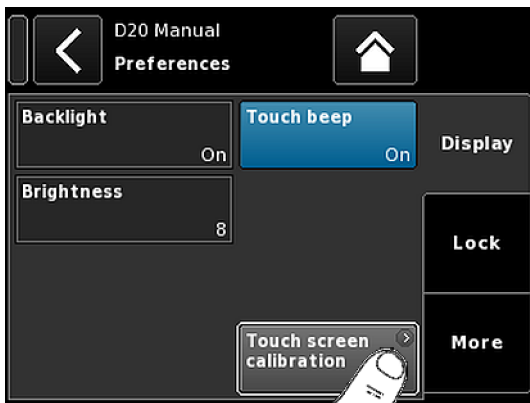 D20 Manual
Preferences
Backlight
On
Touch beep
On
Display
Brightness
8
Lock
Touch screen
calibration
More